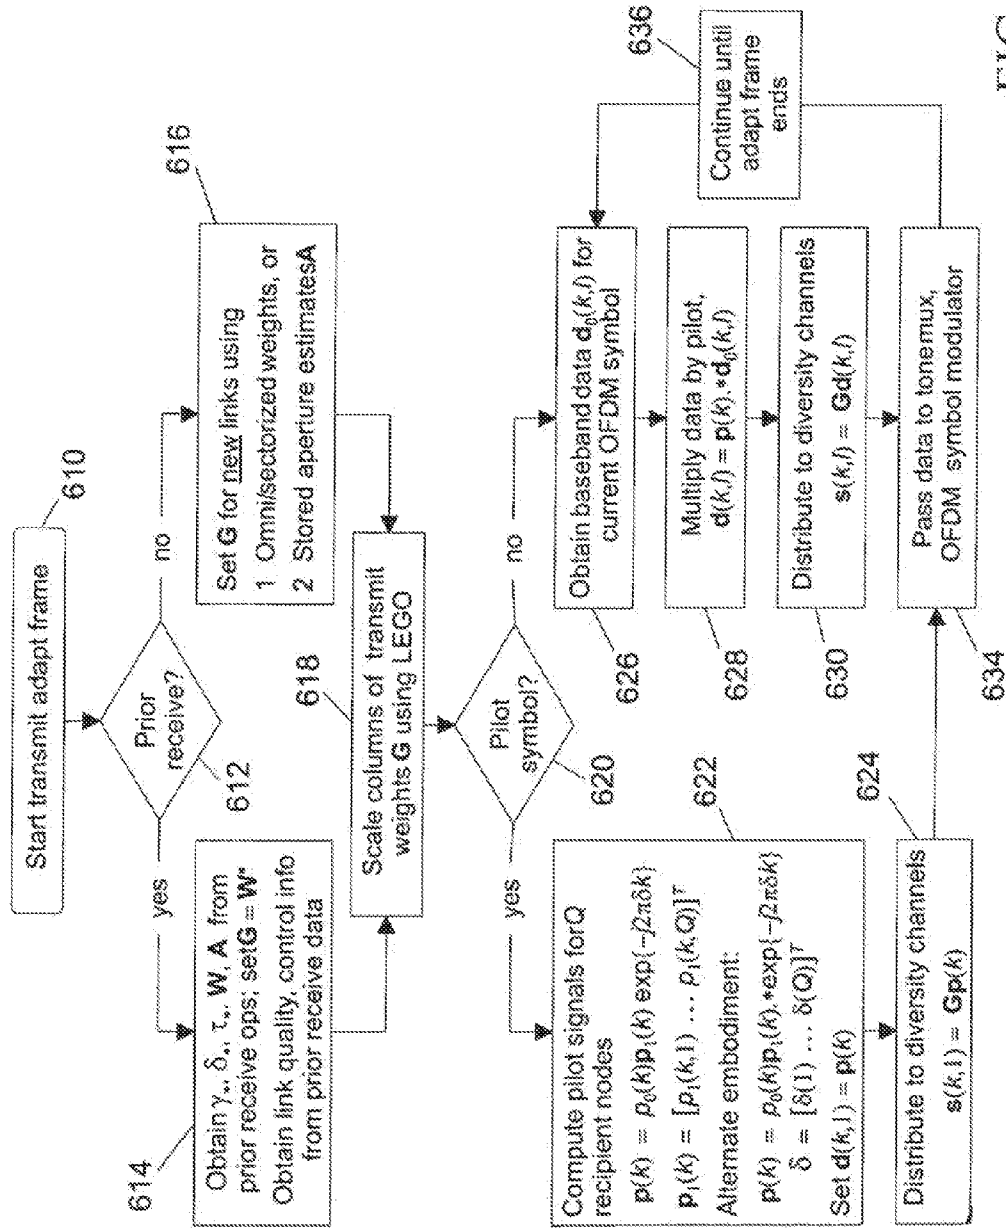 610
Start transmit adapt frame
Prior
receive?
612
yes
no
614
Obtain γ*, δ*, τ*, W, A from
prior receive ops; setG = W*
Obtain link quality, control info
from prior receive data
616
Set G for new links using
1 Omni/sectorized weights, or
2 Stored aperture estimatesA
618
Scale columns of transmit
weights G using LEGO
Pilot
symbol?
620
yes
no
622
Compute pilot signals forQ
recipient nodes
p(k) = p₀(k)p₁(k) exp{-j2πδk}
p₁(k) = [p₁(k,1) ... p₁(k,Q)]ᵀ
Alternate embodiment:
p(k) = p₀(k)p₁(k).*exp{-j2πδk}
δ = [δ(1) ... δ(Q)]ᵀ
Set d(k,1) = p(k)
624
Distribute to diversity channels
s(k,1) = Gp(k)
626
Obtain baseband data d₀(k,l) for
current OFDM symbol
628
Multiply data by pilot,
d(k,l) = p(k).*d₀(k,l)
630
Distribute to diversity channels
s(k,l) = Gd(k,l)
634
Pass data to tonemux,
OFDM symbol modulator
636
Continue until
adapt frame
ends